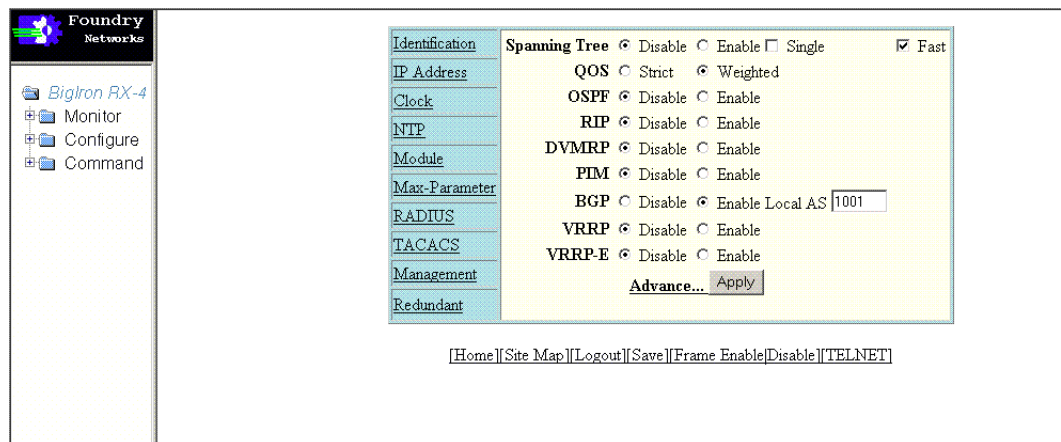 Foundry
Networks
BigIron RX-4
Monitor
Configure
Command
Identification
IP Address
Clock
NTP
Module
Max-Parameter
RADIUS
TACACS
Management
Redundant
Spanning Tree Disable Enable Single Fast
QOS Strict Weighted
OSPF Disable Enable
RIP Disable Enable
DVMRP Disable Enable
PIM Disable Enable
BGP Disable Enable Local AS 1001
VRRP Disable Enable
VRRP-E Disable Enable
Advance... Apply
[Home][Site Map][Logout][Save][Frame Enable|Disable][TELNET]